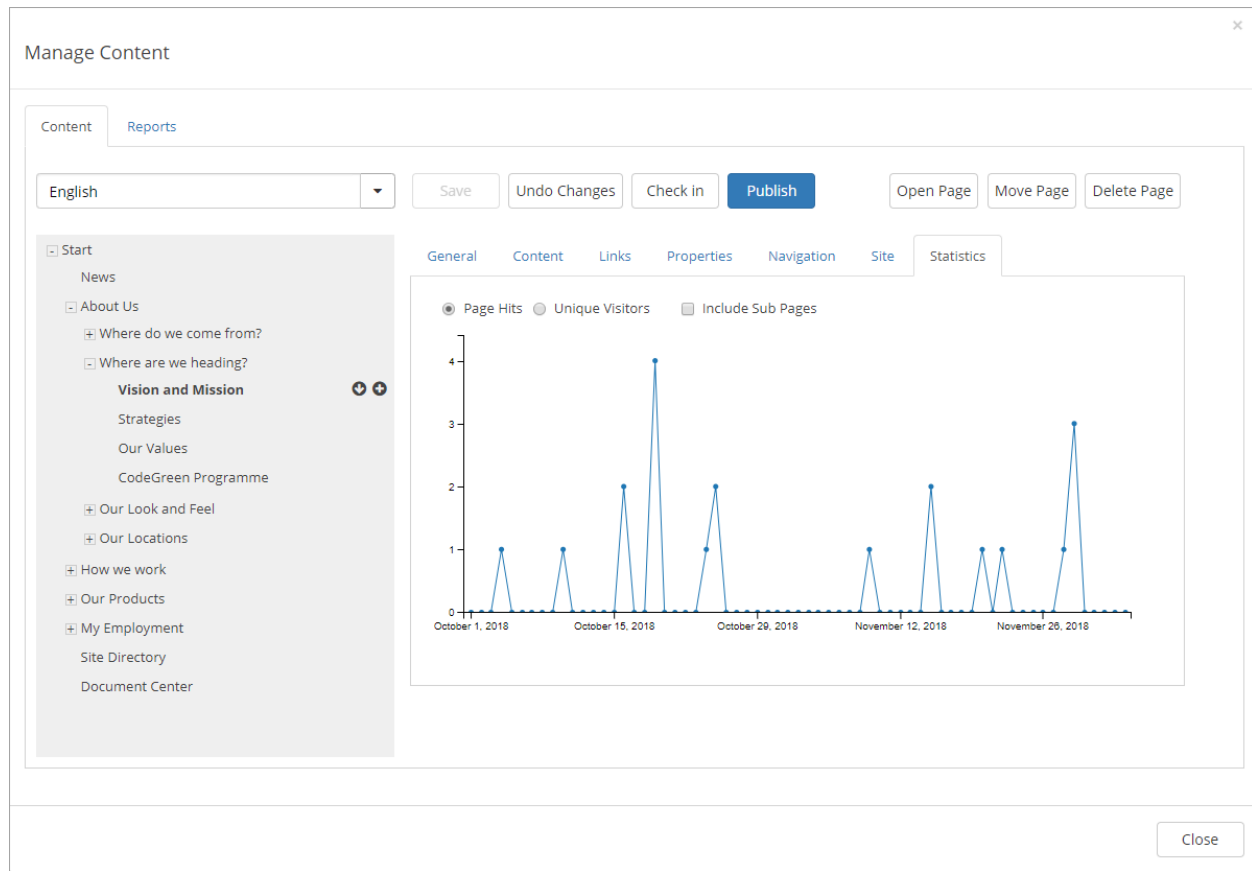 ×
Manage Content
Content Reports
English Save Undo Changes Check in Publish Open Page Move Page Delete Page
Start
News
About Us
Where do we come from?
Where are we heading?
Vision and Mission
Strategies
Our Values
CodeGreen Programme
Our Look and Feel
Our Locations
How we work
Our Products
My Employment
Site Directory
Document Center
General Content Links Properties Navigation Site Statistics
Page Hits Unique Visitors Include Sub Pages
4
3
2
1
0
October 1, 2018 October 15, 2018 October 29, 2018 November 12, 2018 November 26, 2018
Close